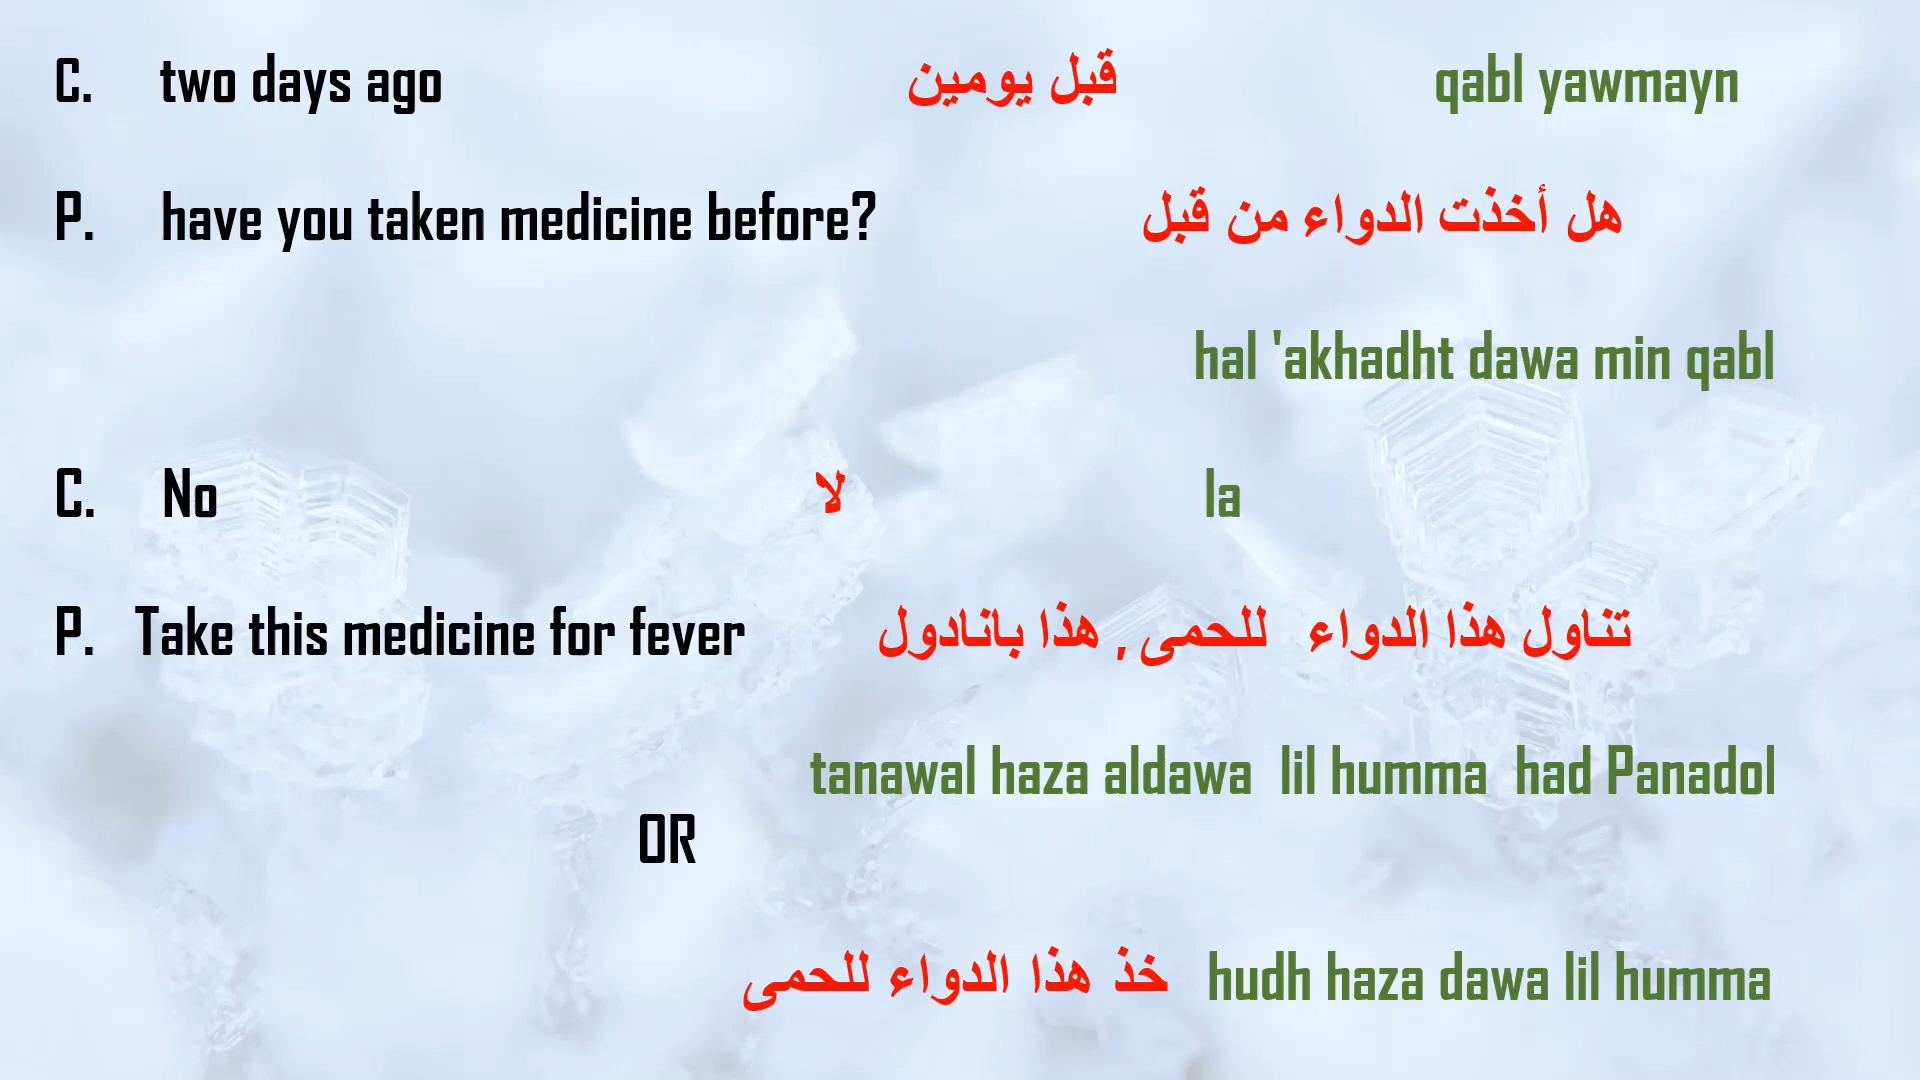 C. two days ago قبل يومين qabl yawmayn
P. have you taken medicine before? هل أخذت الدواء من قبل
hal 'akhadht dawa min qabl
C. No لا la
P. Take this medicine for fever تناول هذا الدواء للحمى , هذا بانادول
tanawal haza aldawa lil humma had Panadol
OR
خذ هذا الدواء للحمى hudh haza dawa lil humma